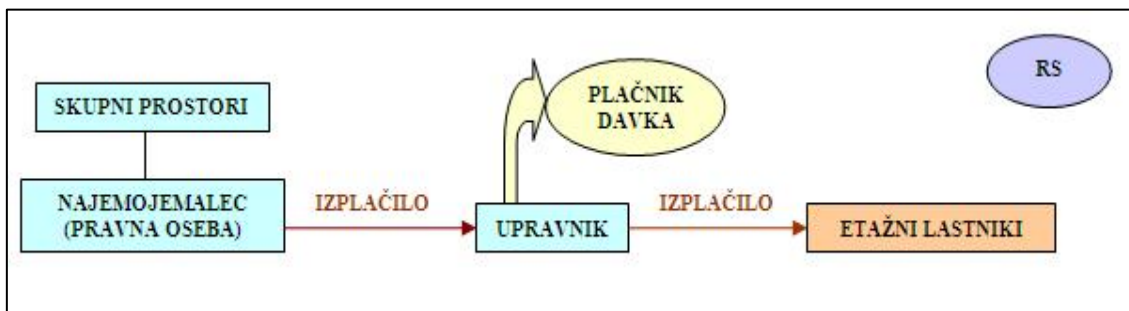 RS
PLAČNIK
DAVKA
SKUPNI PROSTORI
NAJEMOJEMALEC
(PRAVNA OSEBA)
IZPLAČILO
UPRAVNIK
IZPLAČILO
ETAŽNI LASTNIKI